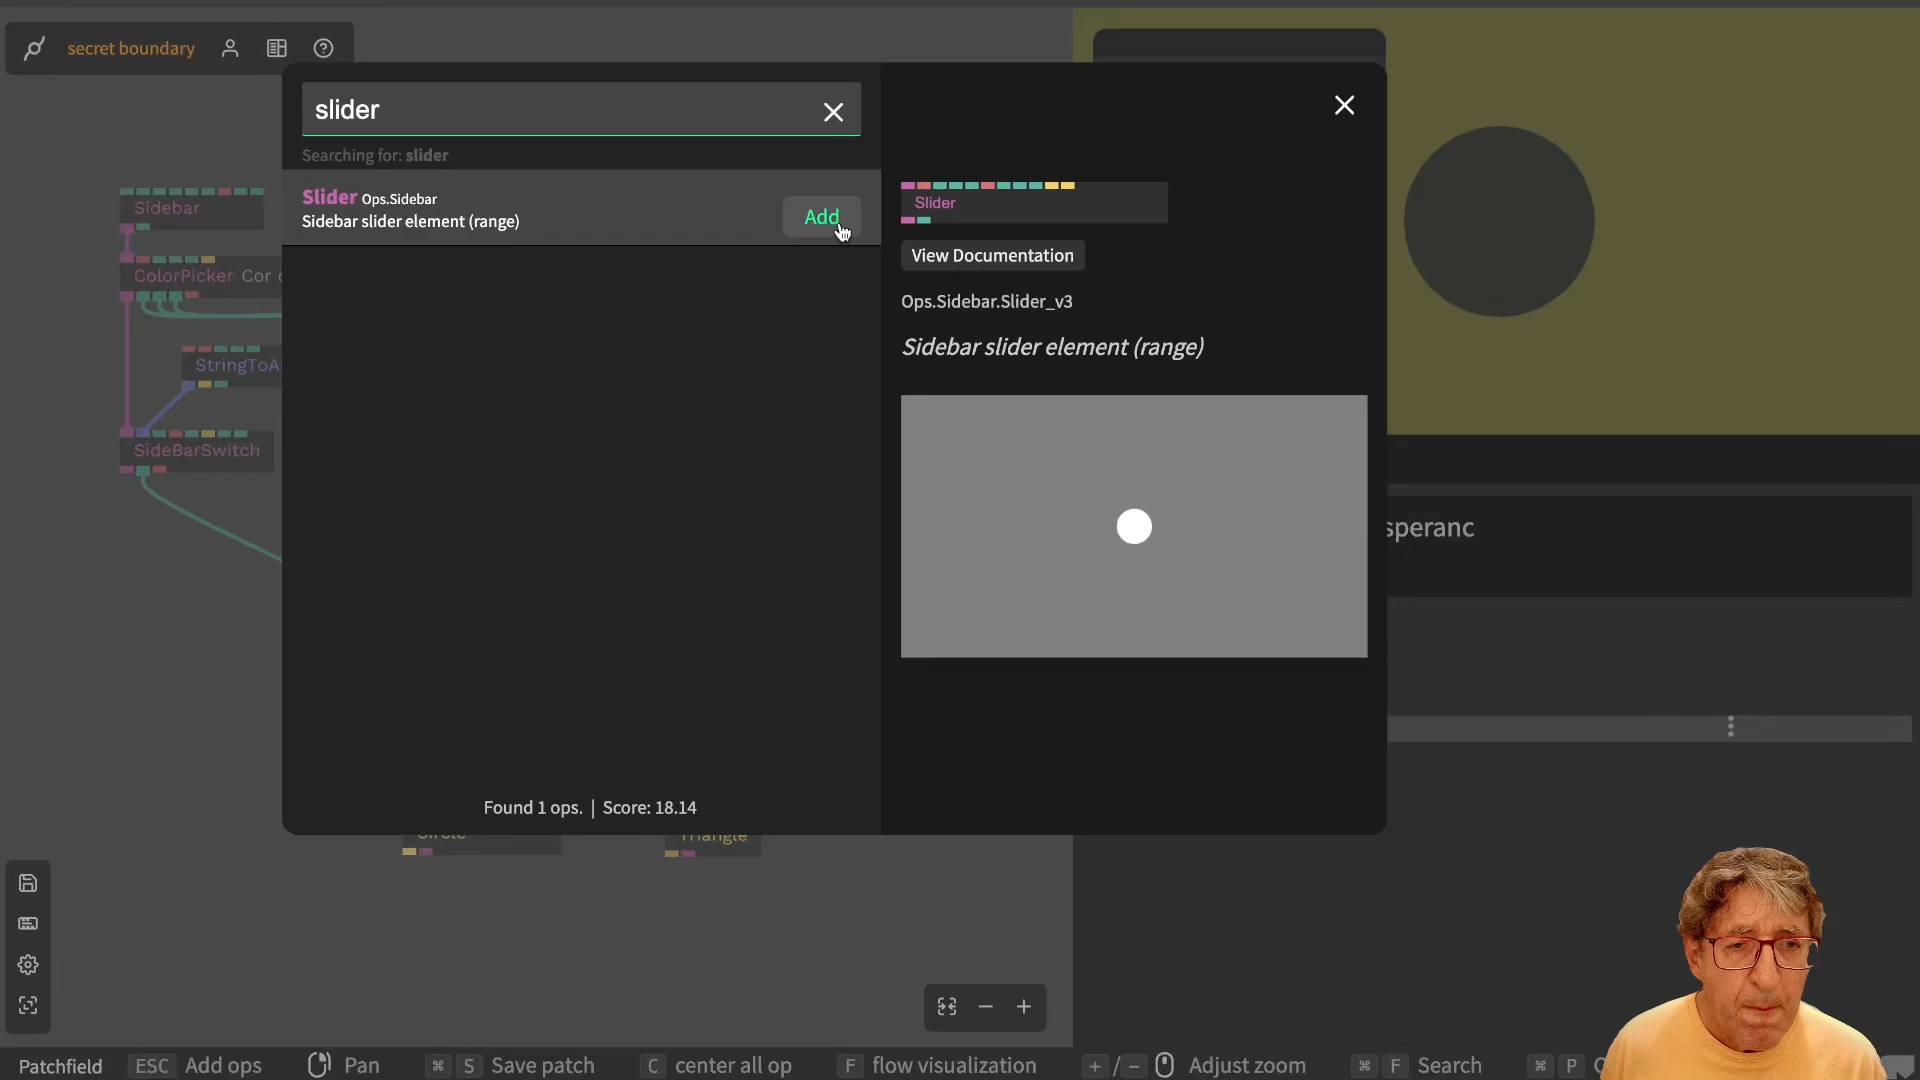 secret boundary
slider
Searching for: slider
Slider Ops.Sidebar
Sidebar slider element (range)
Add
Slider
View Documentation
Ops.Sidebar.Slider_v3
Sidebar slider element (range)
Found 1 ops. | Score: 18.14
Sidebar
ColorPicker Cor
StringToA
SideBarSwitch
speranc
Circle
Triangle
Patchfield ESC Add ops Pan ⌘ S Save patch C center all op F flow visualization + / − Adjust zoom ⌘ F Search ⌘ P